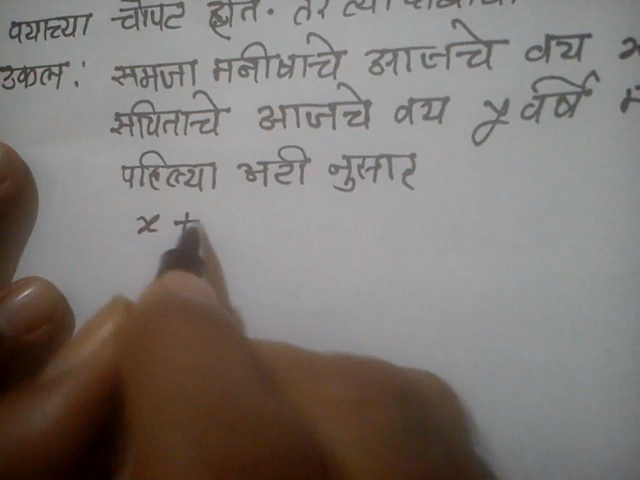 वयाच्या चौपट होते. तर त्या
उकल: समजा मनीषाचे आजचे वय x
सविताचे आजचे वय y वर्षे
पहिल्या अटी नुसार
x +